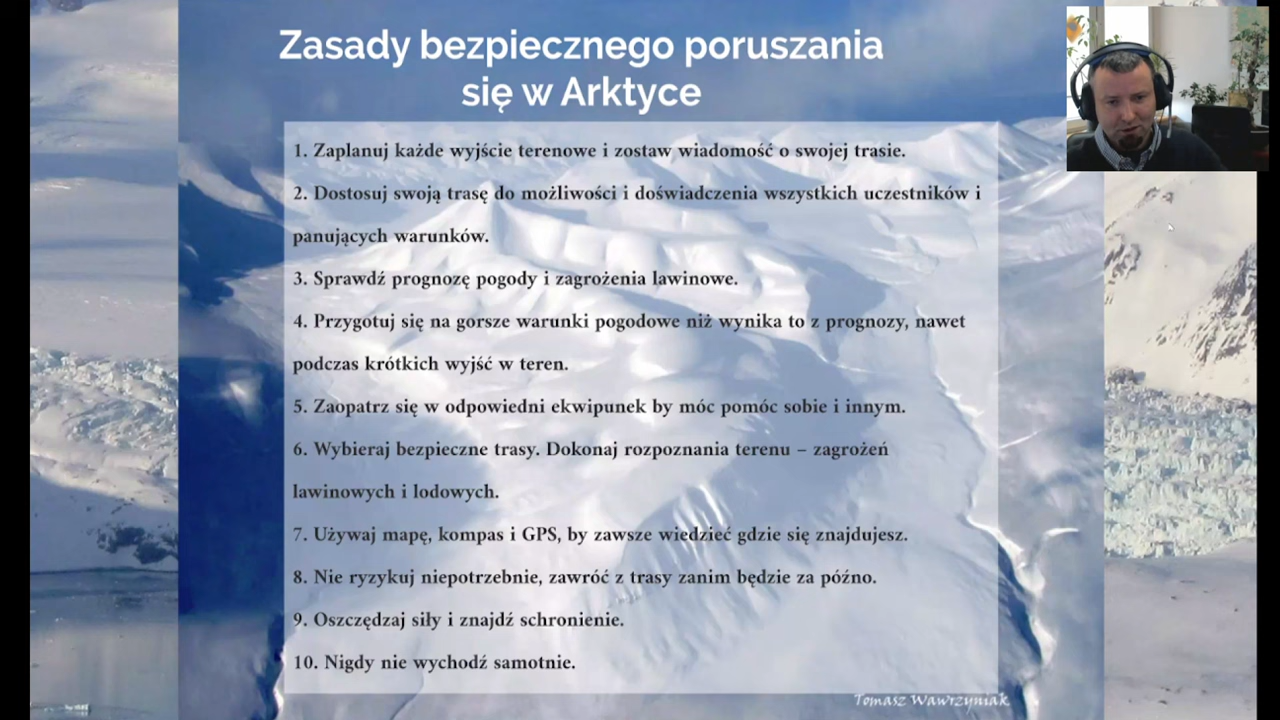 Zasady bezpiecznego poruszania
się w Arktyce
1. Zaplanuj każde wyjście terenowe i zostaw wiadomość o swojej trasie.
2. Dostosuj swoją trasę do możliwości i doświadczenia wszystkich uczestników i
panujących warunków.
3. Sprawdź prognozę pogody i zagrożenia lawinowe.
4. Przygotuj się na gorsze warunki pogodowe niż wynika to z prognozy, nawet
podczas krótkich wyjść w teren.
5. Zaopatrz się w odpowiedni ekwipunek by móc pomóc sobie i innym.
6. Wybieraj bezpieczne trasy. Dokonaj rozpoznania terenu – zagrożeń
lawinowych i lodowych.
7. Używaj mapę, kompas i GPS, by zawsze wiedzieć gdzie się znajdujesz.
8. Nie ryzykuj niepotrzebnie, zawróć z trasy zanim będzie za późno.
9. Oszczędzaj siły i znajdź schronienie.
10. Nigdy nie wychodź samotnie.
Tomasz Wawrzyniak